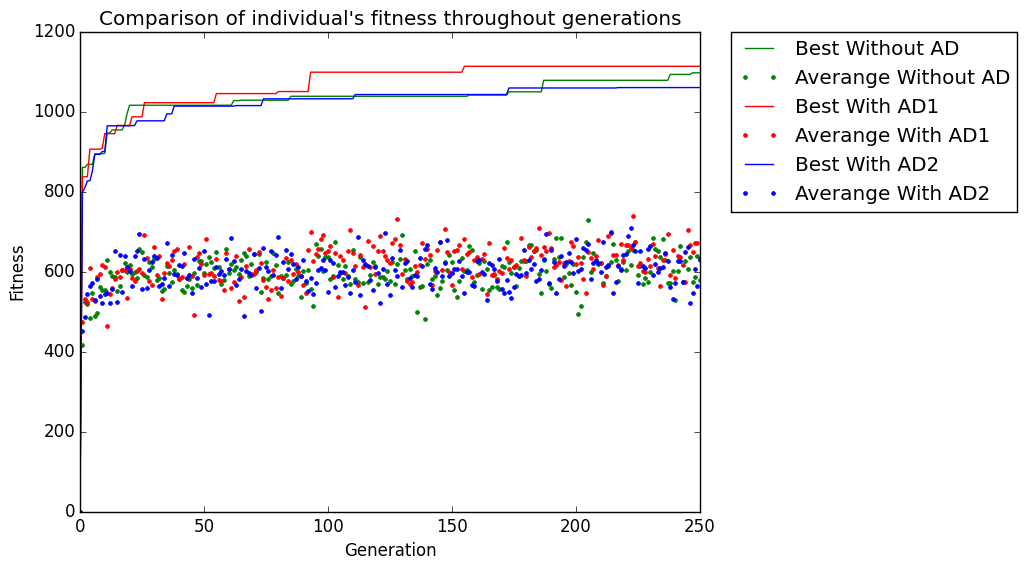 Comparison of individual's fitness throughout generations
1200
1000
800
600
400
200
0
Fitness
0 50 100 150 200 250
Generation
Best Without AD
Averange Without AD
Best With AD1
Averange With AD1
Best With AD2
Averange With AD2